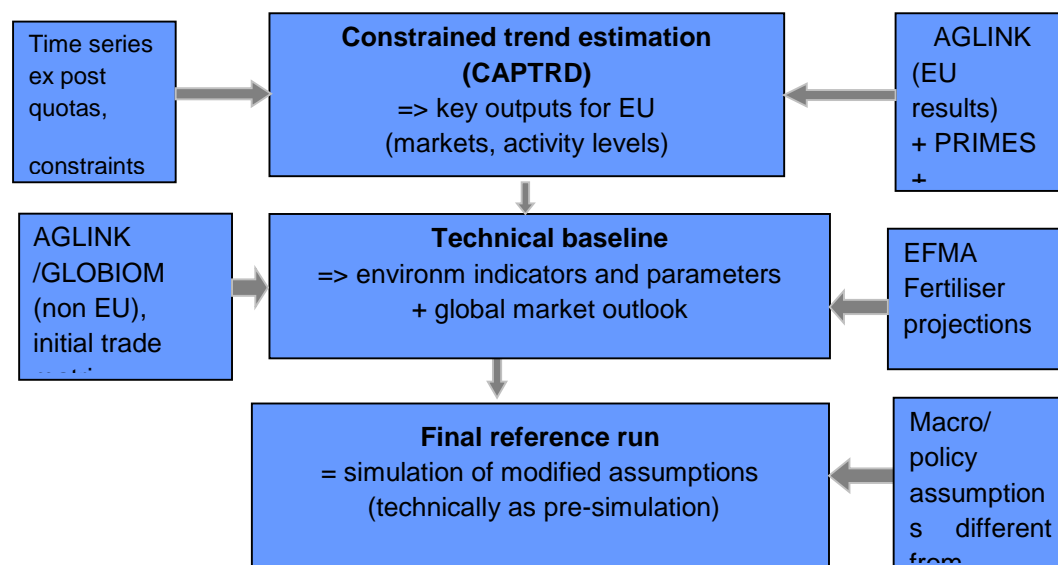 Time series
ex post
quotas,
constraints
Constrained trend estimation
(CAPTRD)
=> key outputs for EU
(markets, activity levels)
AGLINK
(EU
results)
+ PRIMES
+
AGLINK
/GLOBIOM
(non EU),
initial trade
Technical baseline
=> environm indicators and parameters
+ global market outlook
EFMA
Fertiliser
projections
Final reference run
= simulation of modified assumptions
(technically as pre-simulation)
Macro/
policy
assumption
s different
from